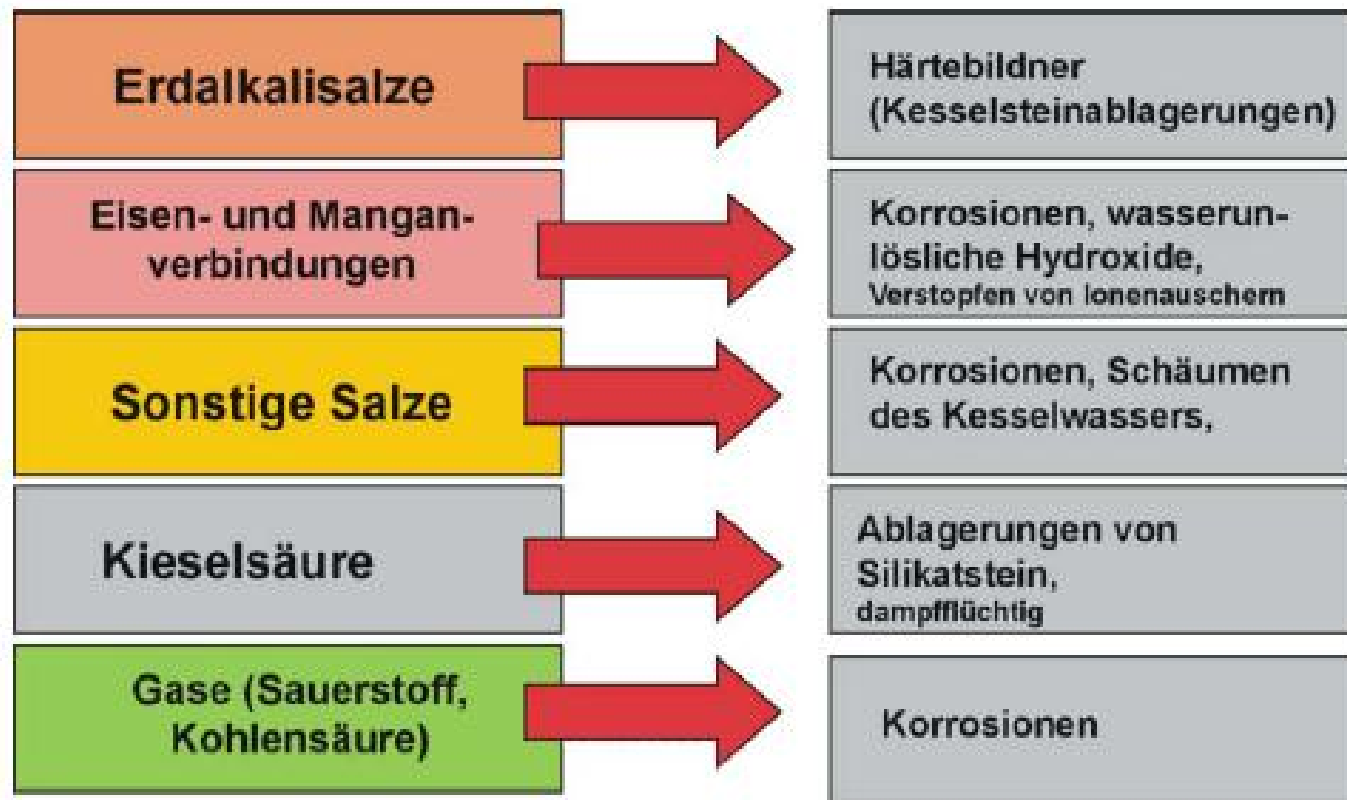 Erdalkalisalze
Härtebildner
(Kesselsteinablagerungen)
Eisen- und Mangan-
verbindungen
Korrosionen, wasserun-
lösliche Hydroxide,
Verstopfen von Ionenauschern
Sonstige Salze
Korrosionen, Schäumen
des Kesselwassers,
Kieselsäure
Ablagerungen von
Silikatstein,
dampfflüchtig
Gase (Sauerstoff,
Kohlensäure)
Korrosionen